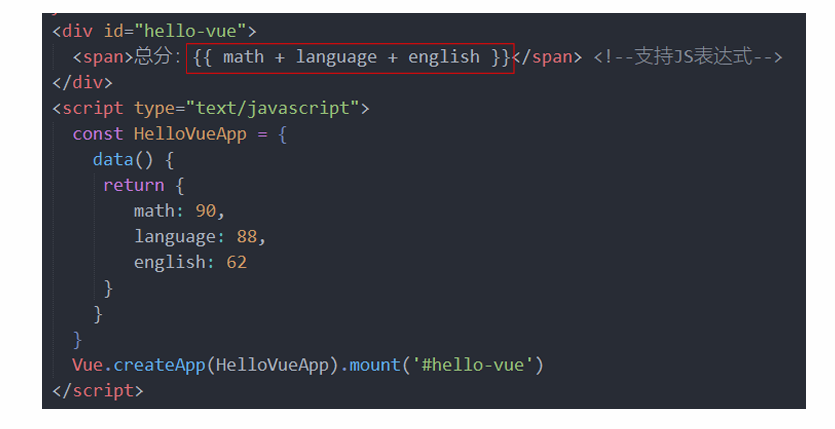 <div id="hello-vue">
  <span>总分：{{ math + language + english }}</span> <!--支持JS表达式-->
</div>
<script type="text/javascript">
  const HelloVueApp = {
    data() {
     return {
        math: 90,
        language: 88,
        english: 62
     }
    }
  }
  Vue.createApp(HelloVueApp).mount('#hello-vue')
</script>